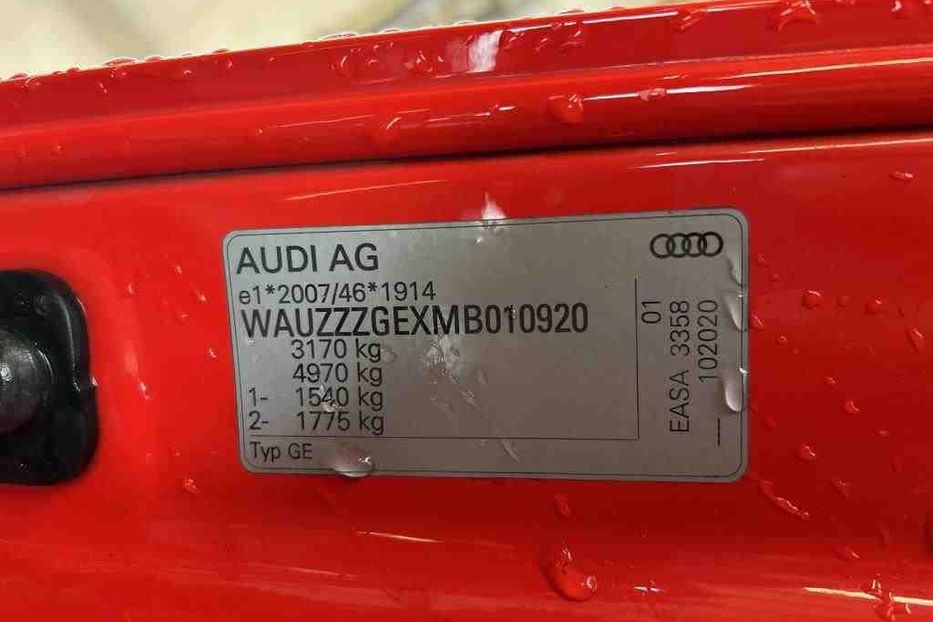 AUDI AG
e1*2007/46*1914
WAUZZZGEXMB010920
3170 kg
4970 kg
1- 1540 kg
2- 1775 kg
Typ GE
01
EASA 3358
__ 102020